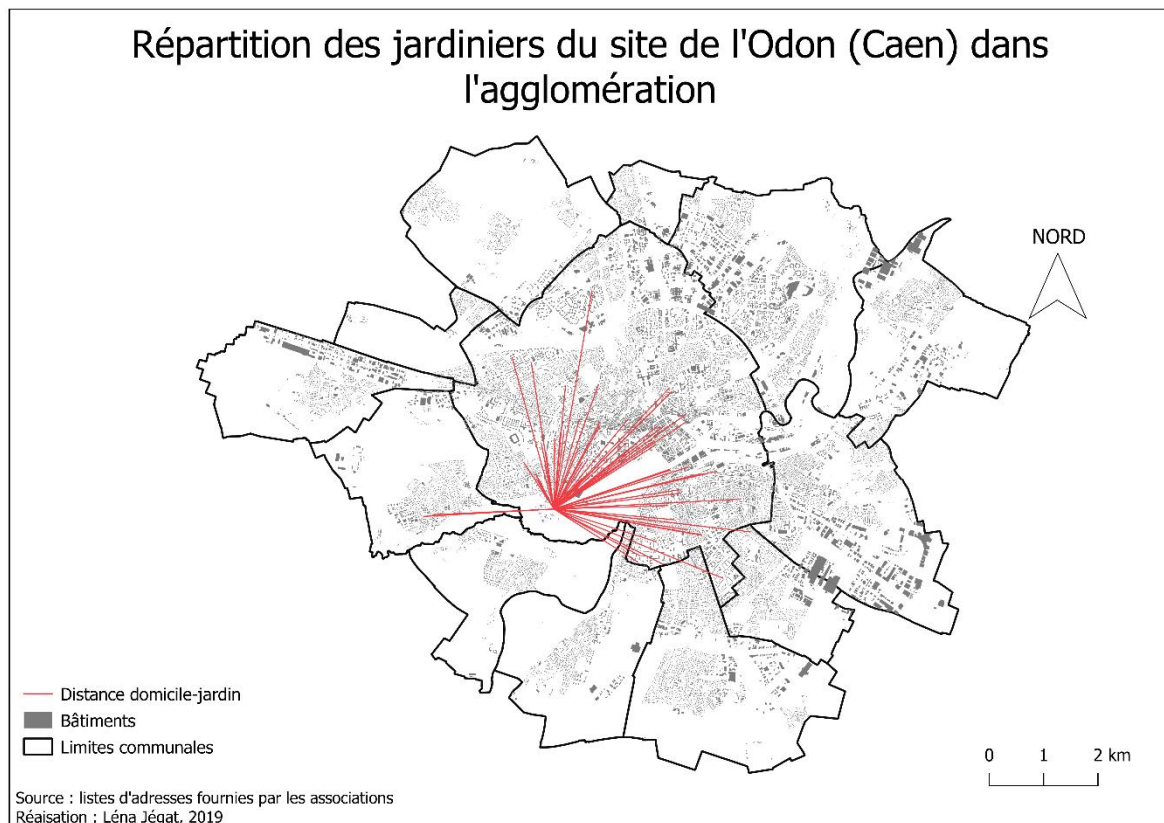 Répartition des jardiniers du site de l'Odon (Caen) dans
l'agglomération
NORD
Distance domicile-jardin
Bâtiments
Limites communales
0 1 2 km
Source : listes d'adresses fournies par les associations
Réaisation : Léna Jégat, 2019